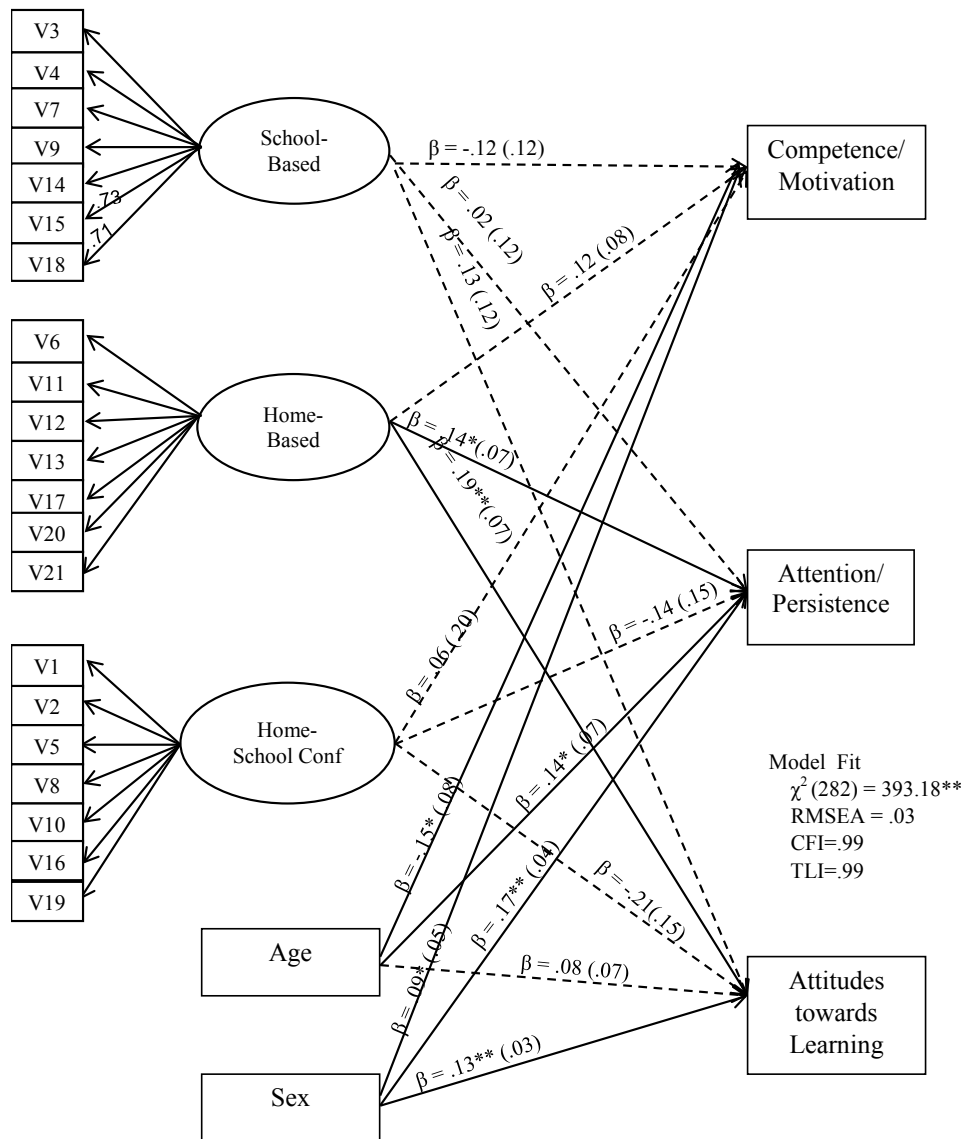 V3
V4
V7
V9
V14
V15
V18
.73
.71
School-
Based
β = -.12 (.12)
β = .02 (.12)
β = .13 (.12)
Competence/
Motivation
V6
V11
V12
V13
V17
V20
V21
Home-
Based
β = .12 (.08)
β = .14*(.07)
β = .19**(.07)
Attention/
Persistence
V1
V2
V5
V8
V10
V16
V19
Home-
School Conf
β = .06 (.20)
β = -.14 (.15)
β = -.21(.15)
Model Fit
χ²(282) = 393.18**
RMSEA = .03
CFI=.99
TLI=.99
Age
β = -.15* (.08)
β = .14* (.07)
β = .08 (.07)
Attitudes
towards
Learning
Sex
β = .09* (.05)
β = .17** (.04)
β = .13** (.03)